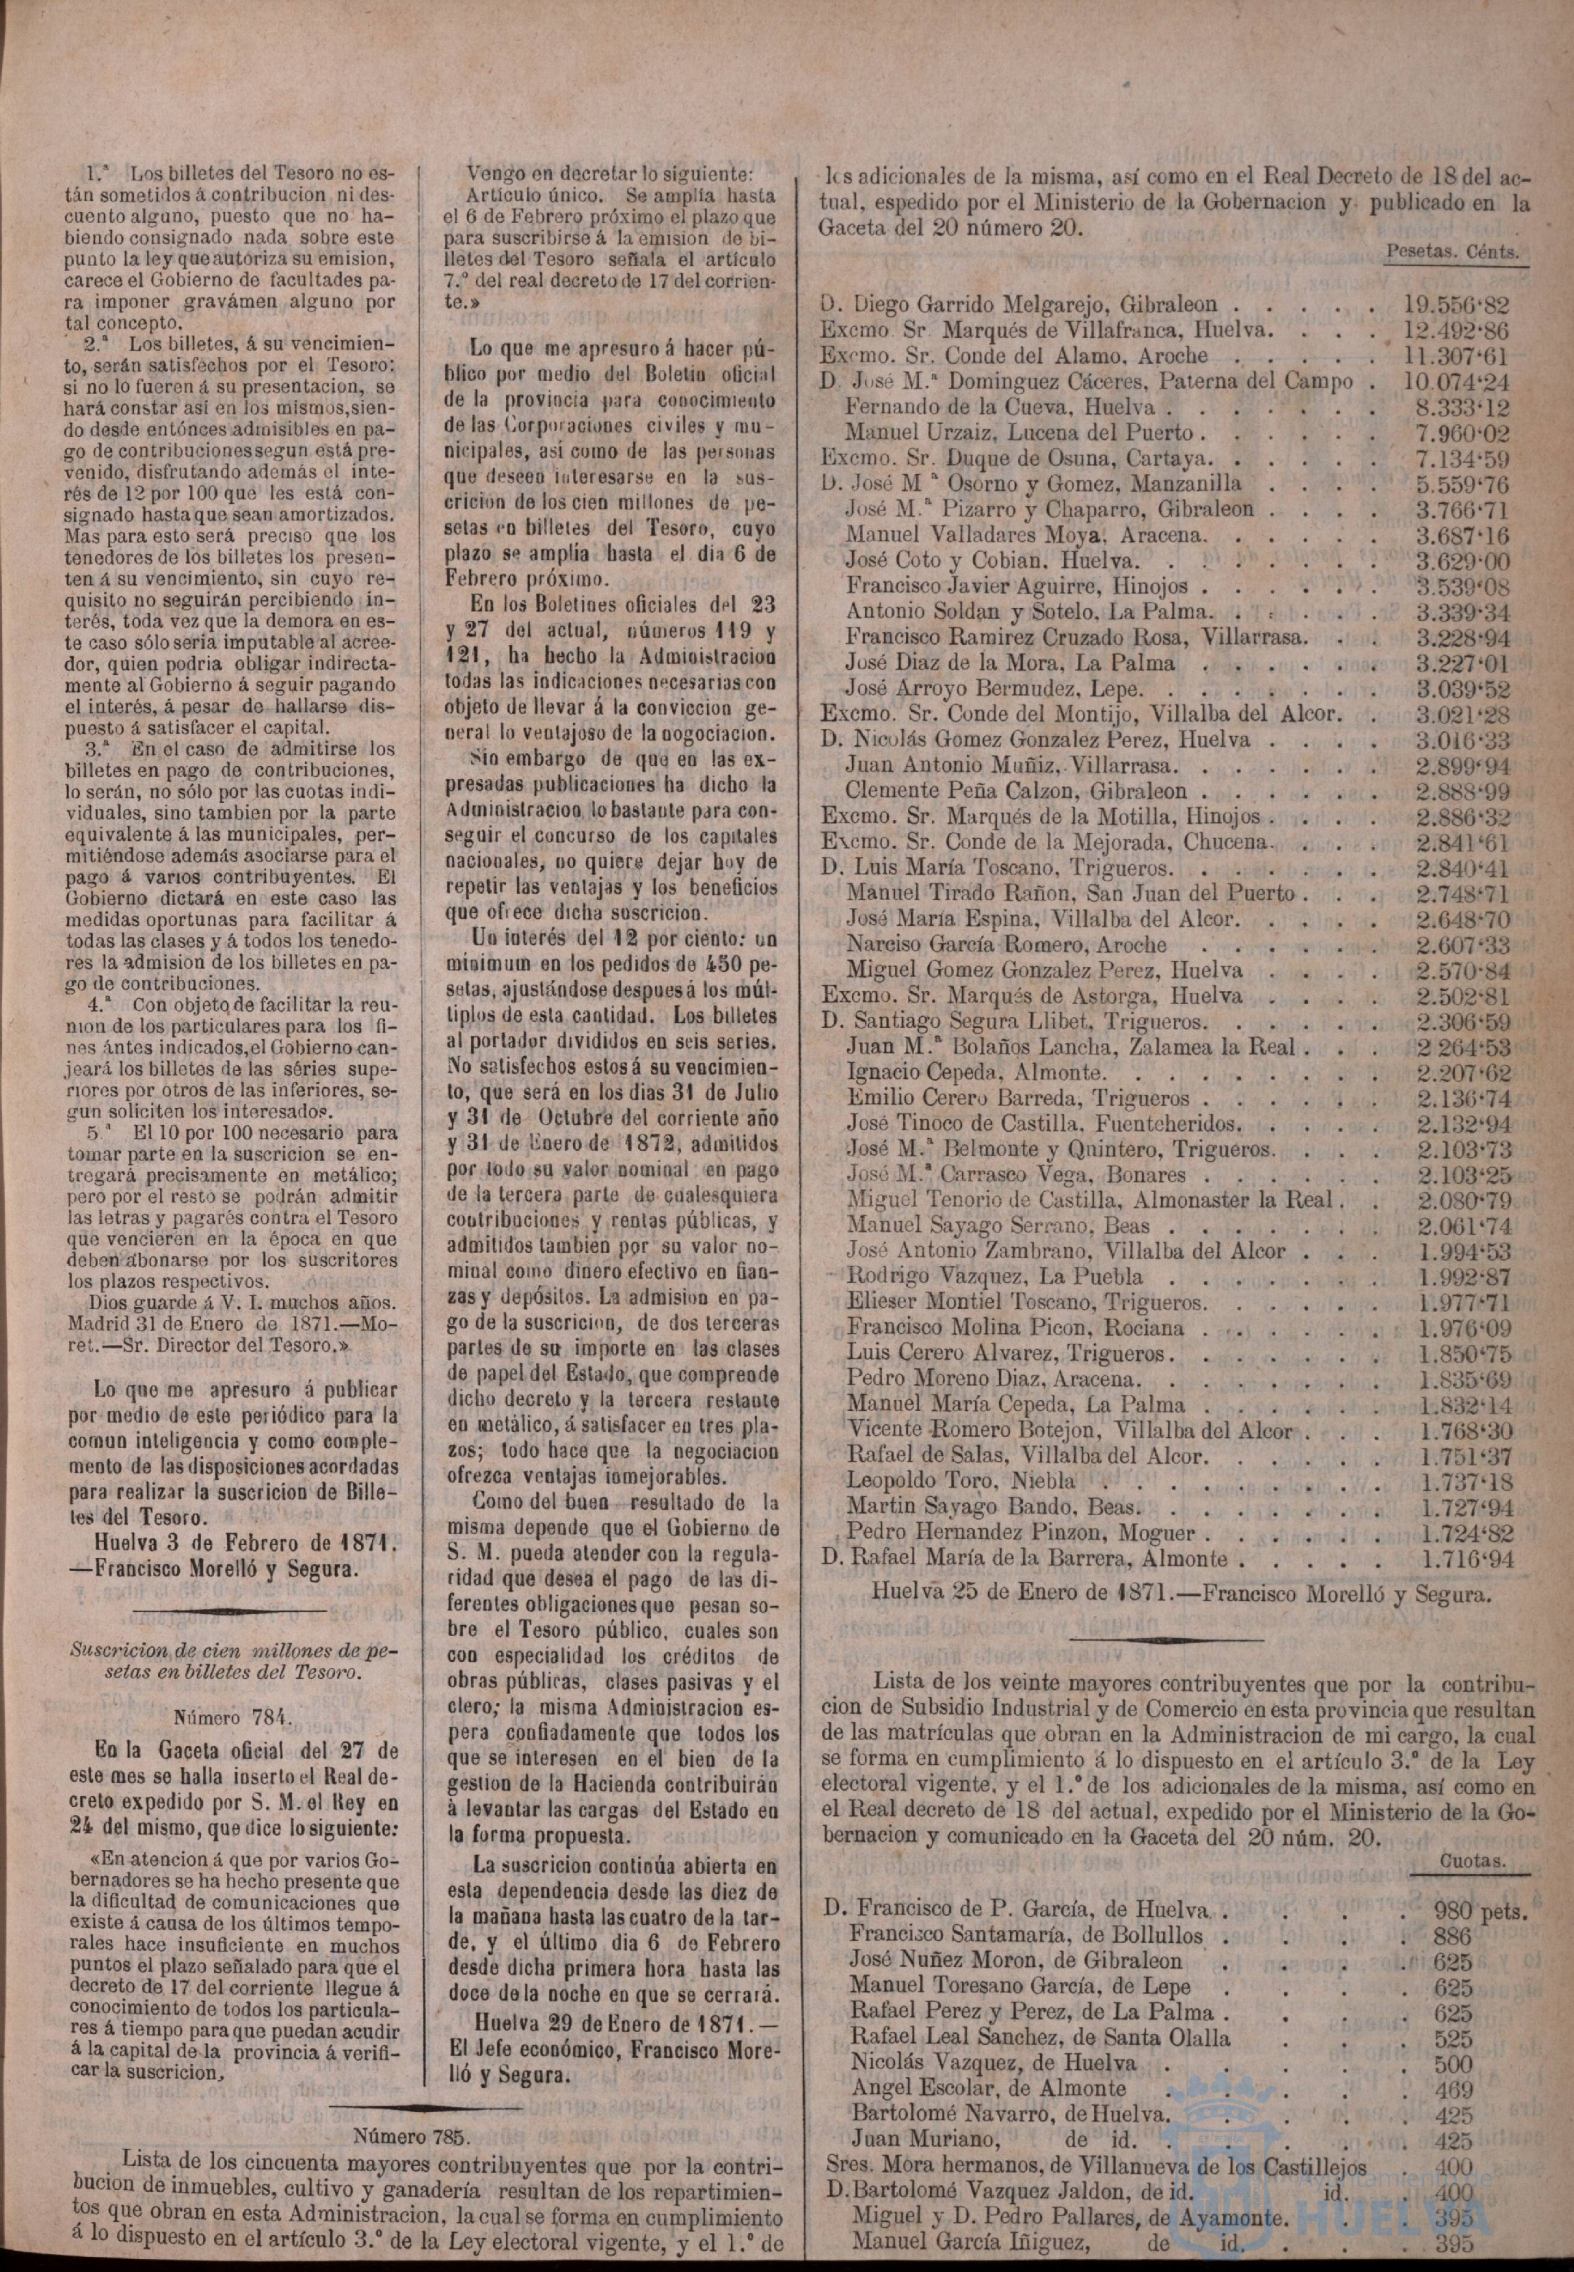 1.ª Los billetes del Tesoro no es-
tán sometidos á contribucion ni des-
cuento alguno, puesto que no ha-
biendo consignado nada sobre este
punto la ley que autoriza su emision,
carece el Gobierno de facultades pa-
ra imponer gravámen alguno por
tal concepto.
2.ª Los billetes, á su vencimien-
to, serán satisfechos por el Tesoro:
si no lo fueren á su presentacion, se
hará constar asi en los mismos, sien-
do desde entónces admisibles en pa-
go de contribuciones segun está pre-
venido, disfrutando además el inte-
rés de 12 por 100 que les está con-
signado hasta que sean amortizados.
Mas para esto será preciso que los
tenedores de los billetes los presen-
ten á su vencimiento, sin cuyo re-
quisito no seguirán percibiendo in-
terés, toda vez que la demora en es-
te caso sólo seria imputable al acree-
dor, quien podria obligar indirecta-
mente al Gobierno á seguir pagando
el interés, á pesar de hallarse dis-
puesto á satisfacer el capital.
3.ª En el caso de admitirse los
billetes en pago de contribuciones,
lo serán, no sólo por las cuotas indi-
viduales, sino tambien por la parte
equivalente á las municipales, per-
mitiéndose además asociarse para el
pago á varios contribuyentes. El
Gobierno dictará en este caso las
medidas oportunas para facilitar á
todas las clases y á todos los tenedo-
res la admision de los billetes en pa-
go de contribuciones.
4.ª Con objeto de facilitar la reu-
nion de los particulares para los fi-
nes ántes indicados, el Gobierno can-
jeará los billetes de las séries supe-
riores por otros de las inferiores, se-
gun soliciten los interesados.
5.ª El 10 por 100 necesario para
tomar parte en la suscricion se en-
tregará precisamente en metálico;
pero por el resto se podrán admitir
las letras y pagarés contra el Tesoro
que vencieren en la época en que
deben abonarse por los suscritores
los plazos respectivos.
Dios guarde á V. I. muchos años.
Madrid 31 de Enero de 1871.—Mo-
ret.—Sr. Director del Tesoro.»
Lo que me apresuro á publicar
por medio de este periódico para la
comun inteligencia y como comple-
mento de las disposiciones acordadas
para realizar la suscricion de Bille-
tes del Tesoro.
Huelva 3 de Febrero de 1871.
—Francisco Morelló y Segura.
Suscricion de cien millones de pe-
setas en billetes del Tesoro.
Número 784.
En la Gaceta oficial del 27 de
este mes se halla inserto el Real de-
creto expedido por S. M. el Rey en
24 del mismo, que dice lo siguiente:
«En atencion á que por varios Go-
bernadores se ha hecho presente que
la dificultad de comunicaciones que
existe á causa de los últimos tempo-
rales hace insuficiente en muchos
puntos el plazo señalado para que el
decreto de 17 del corriente llegue á
conocimiento de todos los particula-
res á tiempo para que puedan acudir
á la capital de la provincia á verifi-
car la suscricion,
Vengo en decretar lo siguiente:
Artículo único. Se amplía hasta
el 6 de Febrero próximo el plazo que
para suscribirse á la emision de bi-
lletes del Tesoro señala el artículo
7.º del real decreto de 17 del corrien-
te.»
Lo que me apresuro á hacer pú-
blico por medio del Boletin oficial
de la provincia para conocimiento
de las Corporaciones civiles y mu-
nicipales, así como de las personas
que deseen interesarse en la sus-
cricion de los cien millones de pe-
setas en billetes del Tesoro, cuyo
plazo se amplía hasta el dia 6 de
Febrero próximo.
En los Boletines oficiales del 23
y 27 del actual, números 119 y
121, ha hecho la Administracion
todas las indicaciones necesarias con
objeto de llevar á la conviccion ge-
neral lo ventajoso de la nogociacion.
Sin embargo de que en las ex-
presadas publicaciones ha dicho la
Administracion lo bastante para con-
seguir el concurso de los capitales
nacionales, no quiere dejar hoy de
repetir las ventajas y los beneficios
que ofrece dicha suscricion.
Un interés del 12 por ciento: un
minimum en los pedidos de 450 pe-
setas, ajustándose despues á los múl-
tiplos de esta cantidad. Los billetes
al portador divididos en seis series.
No satisfechos estos á su vencimien-
to, que será en los dias 31 de Julio
y 31 de Octubre del corriente año
y 31 de Enero de 1872, admitidos
por todo su valor nominal en pago
de la tercera parte de cualesquiera
contribuciones y rentas públicas, y
admitidos tambien por su valor no-
minal como dinero efectivo en fian-
zas y depósitos. La admision en pa-
go de la suscricion, de dos terceras
partes de su importe en las clases
de papel del Estado, que comprende
dicho decreto y la tercera restante
en metálico, á satisfacer en tres pla-
zos; todo hace que la negociacion
ofrezca ventajas inmejorables.
Como del buen resultado de la
misma depende que el Gobierno de
S. M. pueda atender con la regula-
ridad que desea el pago de las di-
ferentes obligaciones que pesan so-
bre el Tesoro público, cuales son
con especialidad los créditos de
obras públicas, clases pasivas y el
clero; la misma Administracion es-
pera confiadamente que todos los
que se interesen en el bien de la
gestion de la Hacienda contribuirán
à levantar las cargas del Estado en
la forma propuesta.
La suscricion continúa abierta en
esta dependencia desde las diez de
la mañana hasta las cuatro de la tar-
de, y el último dia 6 de Febrero
desde dicha primera hora hasta las
doce de la noche en que se cerrará.
Huelva 29 de Enero de 1871.—
El Jefe económico, Francisco More-
lló y Segura.
Número 785.
Lista de los cincuenta mayores contribuyentes que por la contri-
bucion de inmuebles, cultivo y ganadería resultan de los repartimien-
tos que obran en esta Administracion, la cual se forma en cumplimiento
á lo dispuesto en el artículo 3.º de la Ley electoral vigente, y el 1.º de
los adicionales de la misma, así como en el Real Decreto de 18 del ac-
tual, espedido por el Ministerio de la Gobernacion y publicado en la
Gaceta del 20 número 20.
Pesetas. Cénts.
D. Diego Garrido Melgarejo, Gibraleon . . . . . 19.556‘82
Excmo. Sr. Marqués de Villafranca, Huelva. . . . 12.492‘86
Excmo. Sr. Conde del Alamo, Aroche . . . . . 11.307‘61
D. José M.ª Dominguez Cáceres, Paterna del Campo . 10.074‘24
Fernando de la Cueva, Huelva . . . . . . . 8.333‘12
Manuel Urzaiz, Lucena del Puerto . . . . . . 7.960‘02
Excmo. Sr. Duque de Osuna, Cartaya. . . . . . 7.134‘59
D. José M.ª Osorno y Gomez, Manzanilla . . . . 5.559‘76
José M.ª Pizarro y Chaparro, Gibraleon . . . . 3.766‘71
Manuel Valladares Moya, Aracena. . . . . . 3.687‘16
José Coto y Cobian, Huelva. . . . . . . . 3.629‘00
Francisco Javier Aguirre, Hinojos . . . . . . 3.539‘08
Antonio Soldan y Sotelo, La Palma. . . . . . 3.339‘34
Francisco Ramirez Cruzado Rosa, Villarrasa. . . 3.228‘94
José Diaz de la Mora, La Palma . . . . . . 3.227‘01
José Arroyo Bermudez, Lepe. . . . . . . . 3.039‘52
Excmo. Sr. Conde del Montijo, Villalba del Alcor. . 3.021‘28
D. Nicolás Gomez Gonzalez Perez, Huelva . . . . 3.016‘33
Juan Antonio Muñiz, Villarrasa. . . . . . . 2.899‘94
Clemente Peña Calzon, Gibraleon . . . . . . 2.888‘99
Excmo. Sr. Marqués de la Motilla, Hinojos . . . . 2.886‘32
Excmo. Sr. Conde de la Mejorada, Chucena. . . . 2.841‘61
D. Luis María Toscano, Trigueros. . . . . . . 2.840‘41
Manuel Tirado Rañon, San Juan del Puerto . . . 2.748‘71
José María Espina, Villalba del Alcor. . . . . 2.648‘70
Narciso García Romero, Aroche . . . . . . 2.607‘33
Miguel Gomez Gonzalez Perez, Huelva . . . . 2.570‘84
Excmo. Sr. Marqués de Astorga, Huelva . . . . 2.502‘81
D. Santiago Segura Llibet, Trigueros. . . . . . 2.306‘59
Juan M.ª Bolaños Lancha, Zalamea la Real . . . 2 264‘53
Ignacio Cepeda, Almonte. . . . . . . . . 2.207‘62
Emilio Cerero Barreda, Trigueros . . . . . . 2.136‘74
José Tinoco de Castilla, Fuenteheridos. . . . . 2.132‘94
José M.ª Belmonte y Quintero, Trigueros. . . . 2.103‘73
José M.ª Carrasco Vega, Bonares . . . . . . 2.103‘25
Miguel Tenorio de Castilla, Almonaster la Real . . 2.080‘79
Manuel Sayago Serrano, Beas . . . . . . . 2.061‘74
José Antonio Zambrano, Villalba del Alcor . . . 1.994‘53
Rodrigo Vazquez, La Puebla . . . . . . . 1.992‘87
Elieser Montiel Toscano, Trigueros. . . . . . 1.977‘71
Francisco Molina Picon, Rociana . . . . . . 1.976‘09
Luis Cerero Alvarez, Trigueros . . . . . . . 1.850‘75
Pedro Moreno Diaz, Aracena. . . . . . . . 1.835‘69
Manuel María Cepeda, La Palma . . . . . . 1.832‘14
Vicente Romero Botejon, Villalba del Alcor . . . 1.768‘30
Rafael de Salas, Villalba del Alcor. . . . . . 1.751‘37
Leopoldo Toro, Niebla . . . . . . . . . 1.737‘18
Martin Sayago Bando, Beas. . . . . . . . 1.727‘94
Pedro Hernandez Pinzon, Moguer . . . . . . 1.724‘82
D. Rafael María de la Barrera, Almonte . . . . . 1.716‘94
Huelva 25 de Enero de 1871.—Francisco Morelló y Segura.
Lista de los veinte mayores contribuyentes que por la contribu-
cion de Subsidio Industrial y de Comercio en esta provincia que resultan
de las matrículas que obran en la Administracion de mi cargo, la cual
se forma en cumplimiento á lo dispuesto en el artículo 3.º de la Ley
electoral vigente, y el 1.º de los adicionales de la misma, así como en
el Real decreto de 18 del actual, expedido por el Ministerio de la Go-
bernacion y comunicado en la Gaceta del 20 núm. 20.
Cuotas.
D. Francisco de P. García, de Huelva . . . . . 980 pets.
Francisco Santamaría, de Bollullos . . . . . 886
José Nuñez Moron, de Gibraleon . . . . . 625
Manuel Toresano García, de Lepe . . . . . 625
Rafael Perez y Perez, de La Palma . . . . . 625
Rafael Leal Sanchez, de Santa Olalla . . . 525
Nicolás Vazquez, de Huelva . . . . . 500
Angel Escolar, de Almonte . . . . . 469
Bartolomé Navarro, de Huelva. . . . . 425
Juan Muriano, de id. . . . . . 425
Sres. Mora hermanos, de Villanueva de los Castillejos . 400
D. Bartolomé Vazquez Jaldon, de id. id. . 400
Miguel y D. Pedro Pallares, de Ayamonte. . . 395
Manuel García Iñiguez, de id. . . . . 395
HUELVA